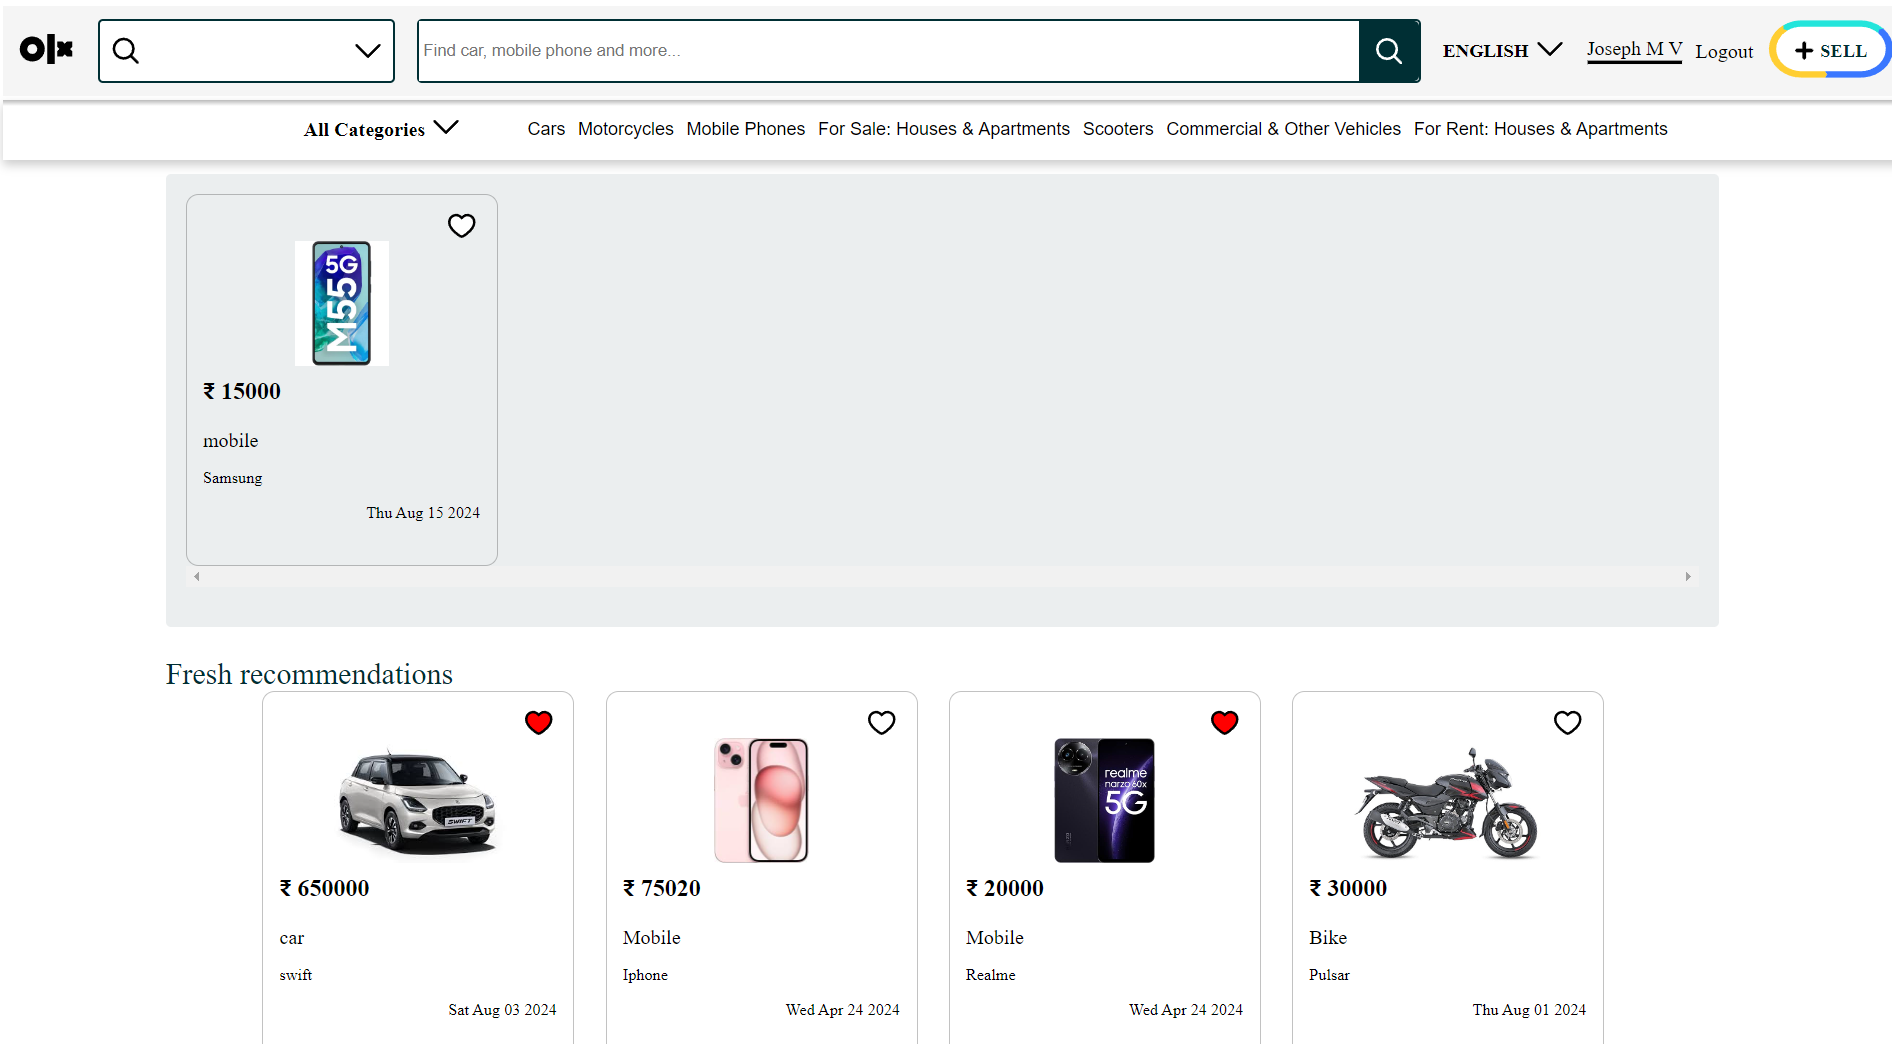 olx
Find car, mobile phone and more...
ENGLISH
Joseph M V
Logout
+ SELL
All Categories
Cars Motorcycles Mobile Phones For Sale: Houses & Apartments Scooters Commercial & Other Vehicles For Rent: Houses & Apartments
5G
M55
₹ 15000
mobile
Samsung
Thu Aug 15 2024
Fresh recommendations
SWIFT
₹ 650000
car
swift
Sat Aug 03 2024
₹ 75020
Mobile
Iphone
Wed Apr 24 2024
realme
narzo 60x
5G
₹ 20000
Mobile
Realme
Wed Apr 24 2024
₹ 30000
Bike
Pulsar
Thu Aug 01 2024